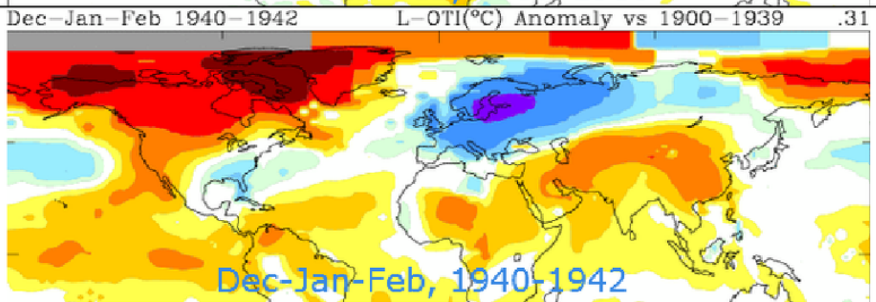 Dec-Jan-Feb 1940-1942 L-OTI(°C) Anomaly vs 1900-1939 .31
Dec-Jan-Feb, 1940-1942